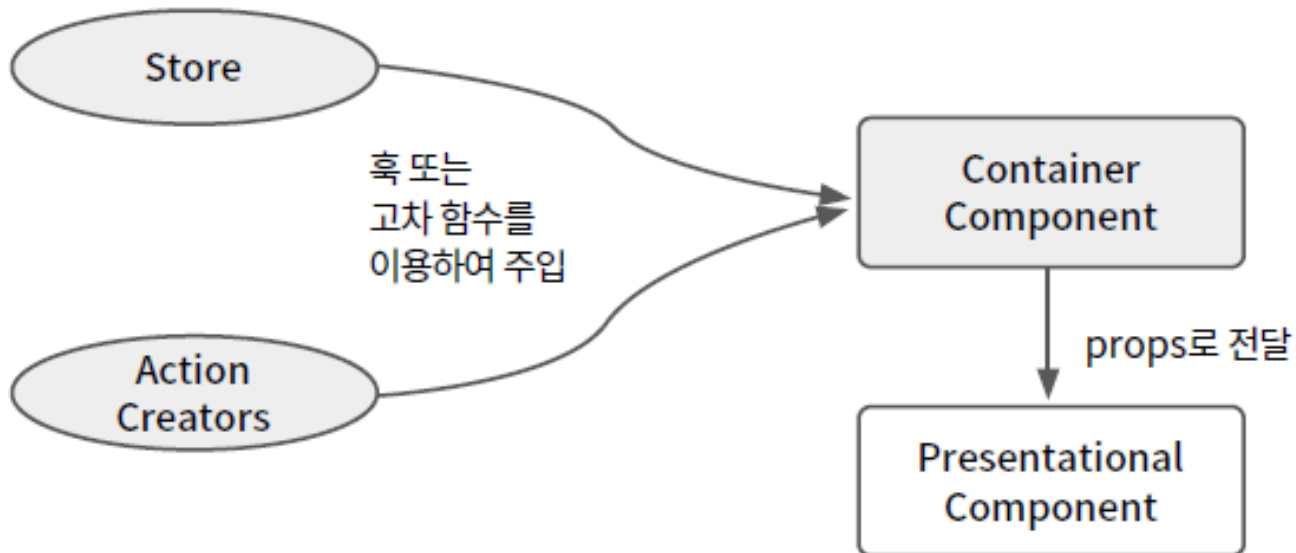 Store
훅 또는
고차 함수를
이용하여 주입
Container
Component
Action
Creators
props로 전달
Presentational
Component